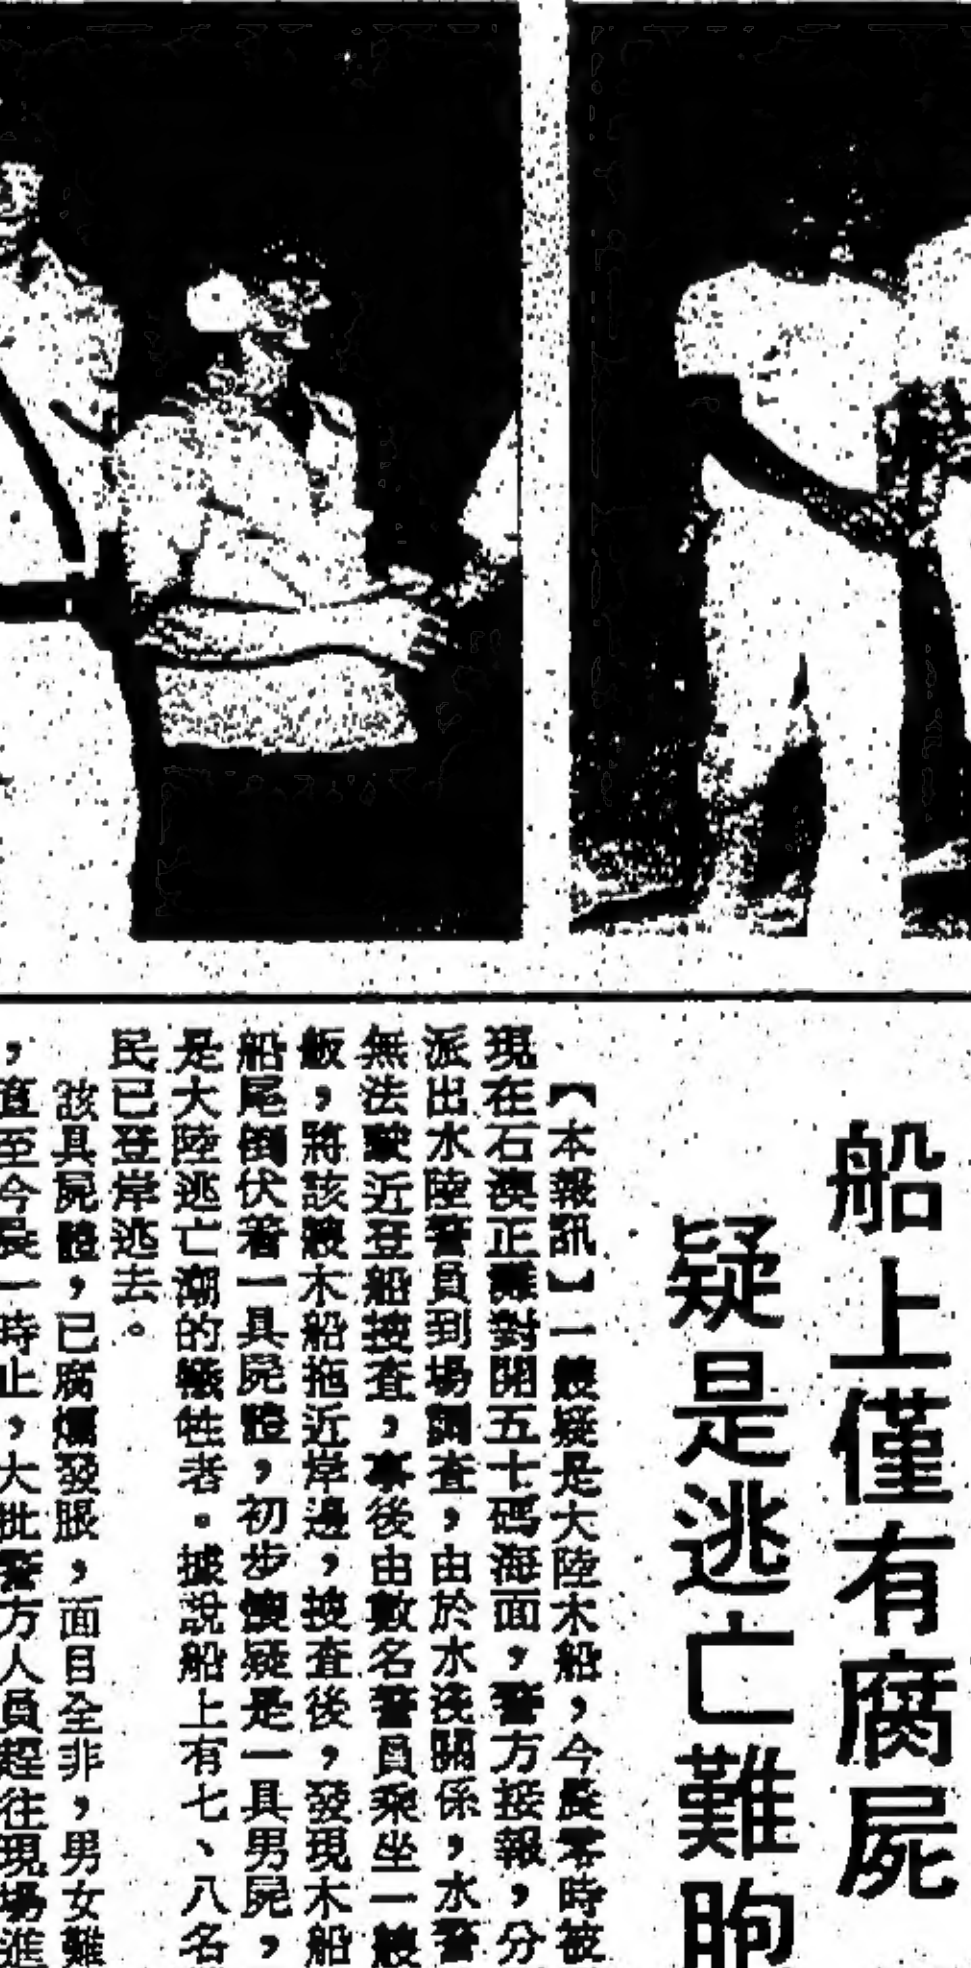 船上僅有腐屍
疑是逃亡難胞
【本報訊】一艘疑是大陸木船,今晨零時被
現在石澳正灘對開五十碼海面,警方接報,分
派出水陸警員到場調查,由於水淺關係,水警
無法駛近登船搜查,事後由數名警員乘坐一艘
舨,將該艘木船拖近岸邊,搜查後,發現木船
船尾倒伏着一具屍體,初步懷疑是一具男屍,
是大陸逃亡潮的犧牲者。據說船上有七、八名
民已登岸逃去。
該具屍體,已腐爛發脹,面目全非,男女難
,直至今晨一時止,大批警方人員趕往現場進